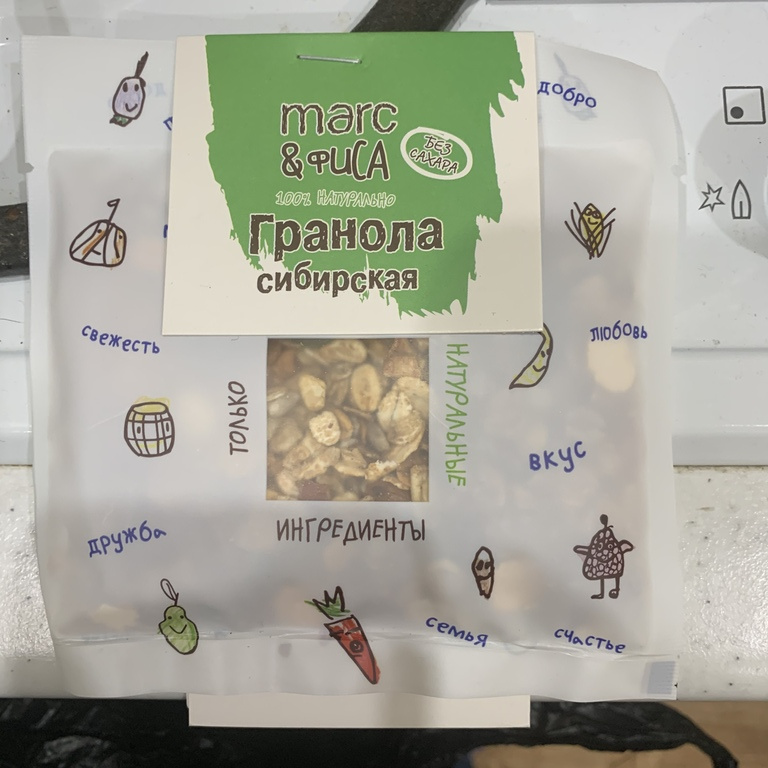 marc
& ФИСА
БЕЗ
САХАРА
100% НАТУРАЛЬНО
Гранола
сибирская
добро
свежесть
любовь
ТОЛЬКО
НАТУРАЛЬНЫЕ
ИНГРЕДИЕНТЫ
вкус
дружба
семья
счастье